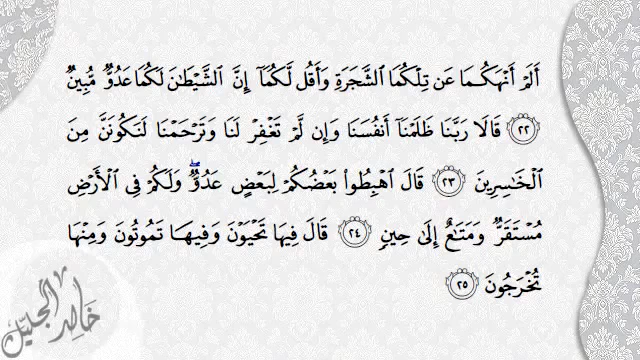 أَلَمْ أَنْهَكُمَا عَن تِلْكُمَا ٱلشَّجَرَةِ وَأَقُل لَّكُمَآ إِنَّ ٱلشَّيْطَٰنَ لَكُمَا عَدُوٌّ مُّبِينٌ
٢٢ قَالَا رَبَّنَا ظَلَمْنَآ أَنفُسَنَا وَإِن لَّمْ تَغْفِرْ لَنَا وَتَرْحَمْنَا لَنَكُونَنَّ مِنَ
ٱلْخَٰسِرِينَ ٢٣ قَالَ ٱهْبِطُوا۟ بَعْضُكُمْ لِبَعْضٍ عَدُوٌّ ۖ وَلَكُمْ فِى ٱلْأَرْضِ
مُسْتَقَرٌّ وَمَتَٰعٌ إِلَىٰ حِينٍ ٢٤ قَالَ فِيهَا تَحْيَوْنَ وَفِيهَا تَمُوتُونَ وَمِنْهَا
تُخْرَجُونَ ٢٥
خالد الجليل